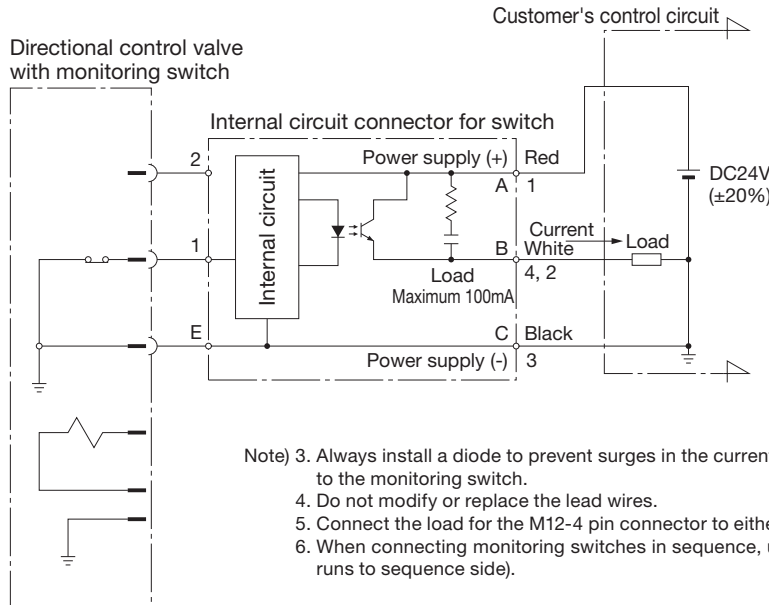 Customer's control circuit
Directional control valve
with monitoring switch
Internal circuit connector for switch
2
Power supply (+)
Red
A
1
DC24V
(±20%)
Internal circuit
Current
1
B
White
Load
Load
4, 2
Maximum 100mA
E
C
Black
Power supply (-)
3
Note) 3. Always install a diode to prevent surges in the current
to the monitoring switch.
4. Do not modify or replace the lead wires.
5. Connect the load for the M12-4 pin connector to
6. When connecting monitoring switches in sequence,
runs to sequence side).